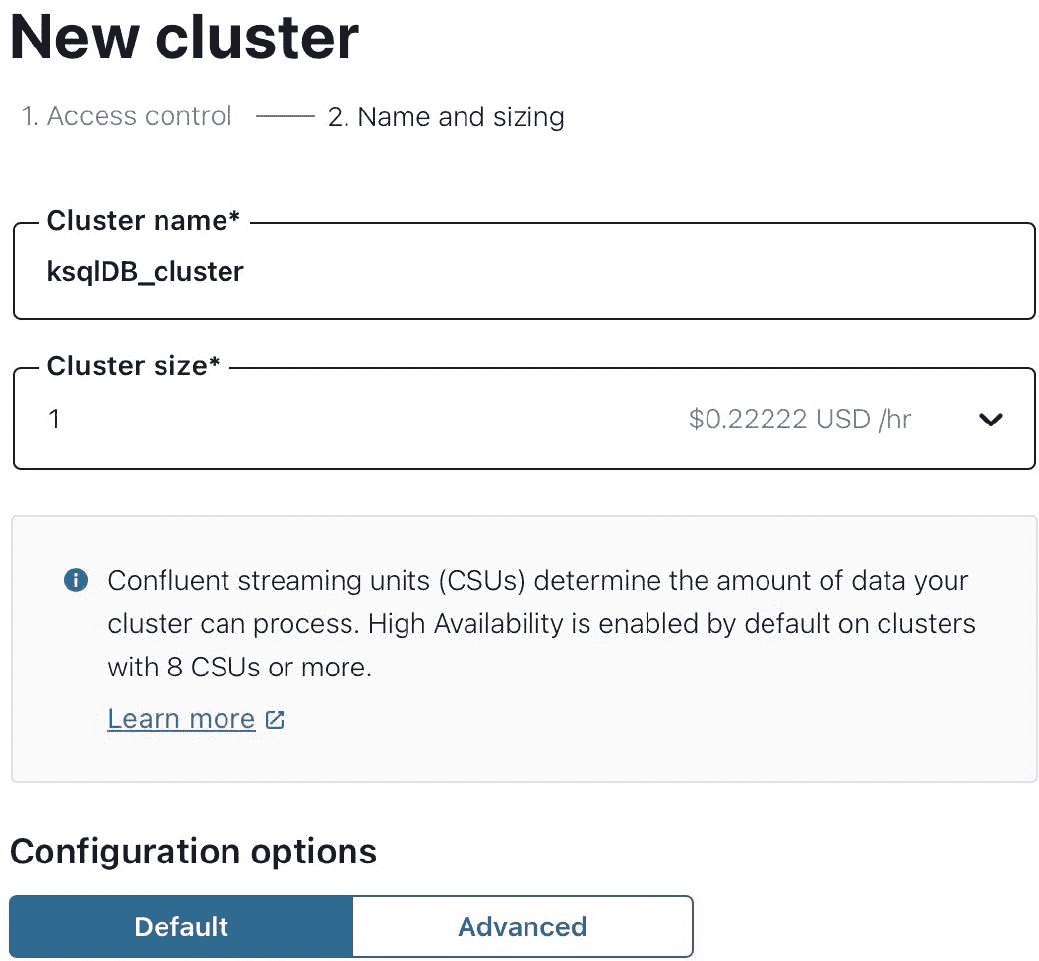 New cluster
1. Access control 2. Name and sizing
Cluster name*
ksqlDB_cluster
Cluster size*
1 $0.22222 USD /hr
Confluent streaming units (CSUs) determine the amount of data your
cluster can process. High Availability is enabled by default on clusters
with 8 CSUs or more.
Learn more
Configuration options
Default Advanced